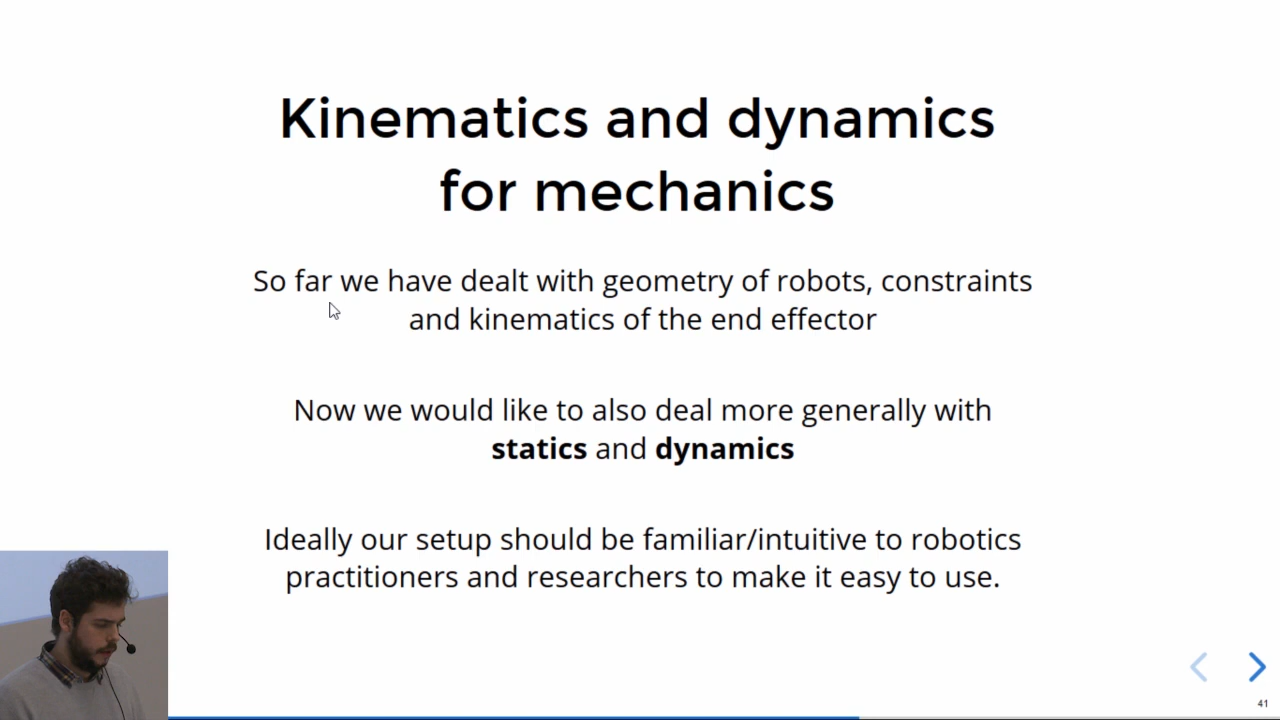 Kinematics and dynamics
for mechanics
So far we have dealt with geometry of robots, constraints
and kinematics of the end effector
Now we would like to also deal more generally with
statics and dynamics
Ideally our setup should be familiar/intuitive to robotics
practitioners and researchers to make it easy to use.
41